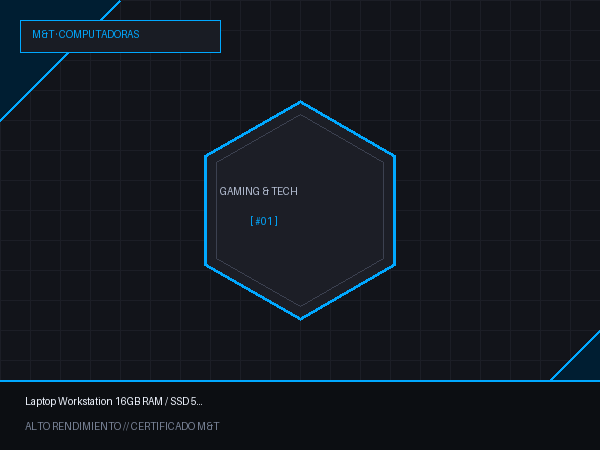 M&T · COMPUTADORAS
GAMING & TECH
[ #01 ]
Laptop Workstation 16GB RAM / SSD 5...
ALTO RENDIMIENTO // CERTIFICADO M&T